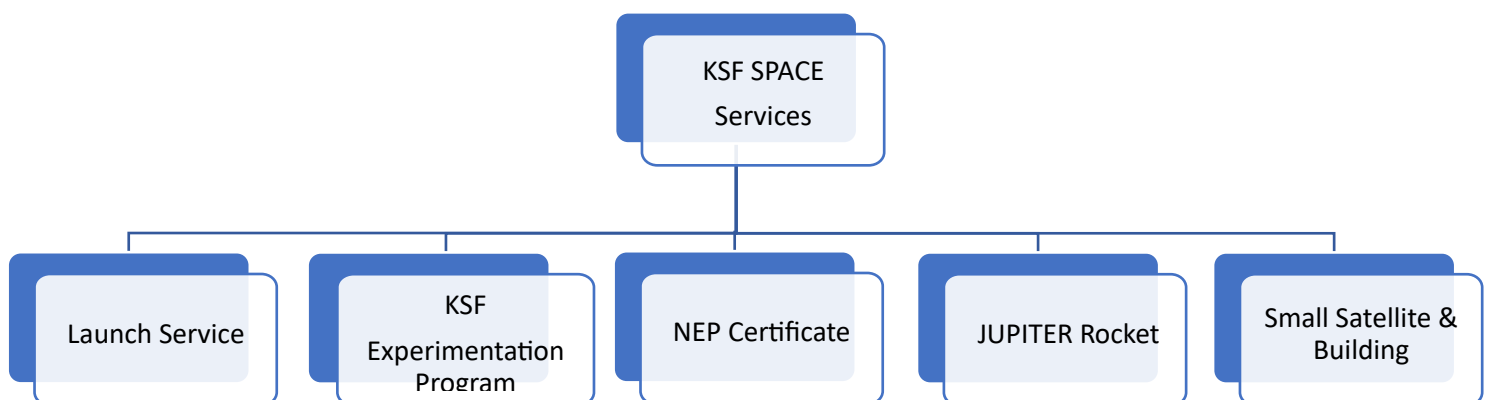 KSF SPACE
Services
Launch Service
KSF
Experimentation
Program
NEP Certificate
JUPITER Rocket
Small Satellite &
Building